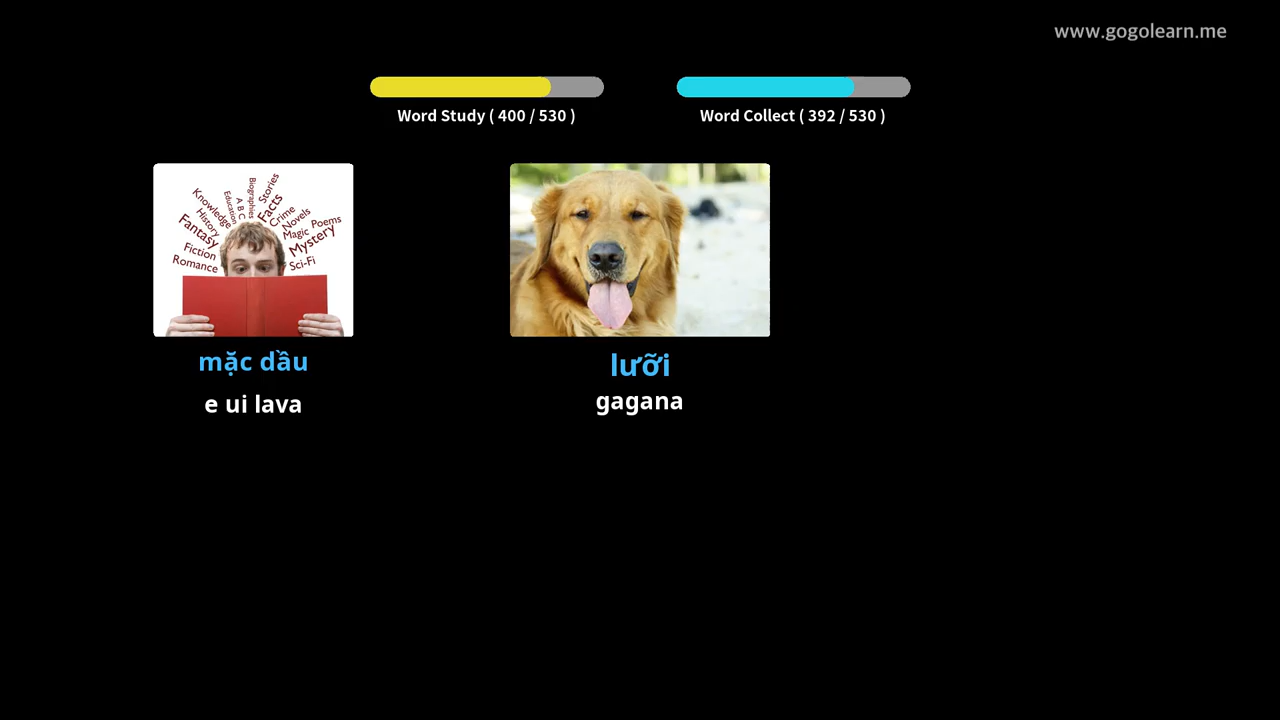 www.gogolearn.me
Word Study ( 400 / 530 )
Word Collect ( 392 / 530 )
Biographies
Stories
Knowledge
Education
A B C
Facts
History
Crime
Novels
Fantasy
Magic
Poems
Mystery
Fiction
Romance
Sci-Fi
mặc dầu
e ui lava
lưỡi
gagana